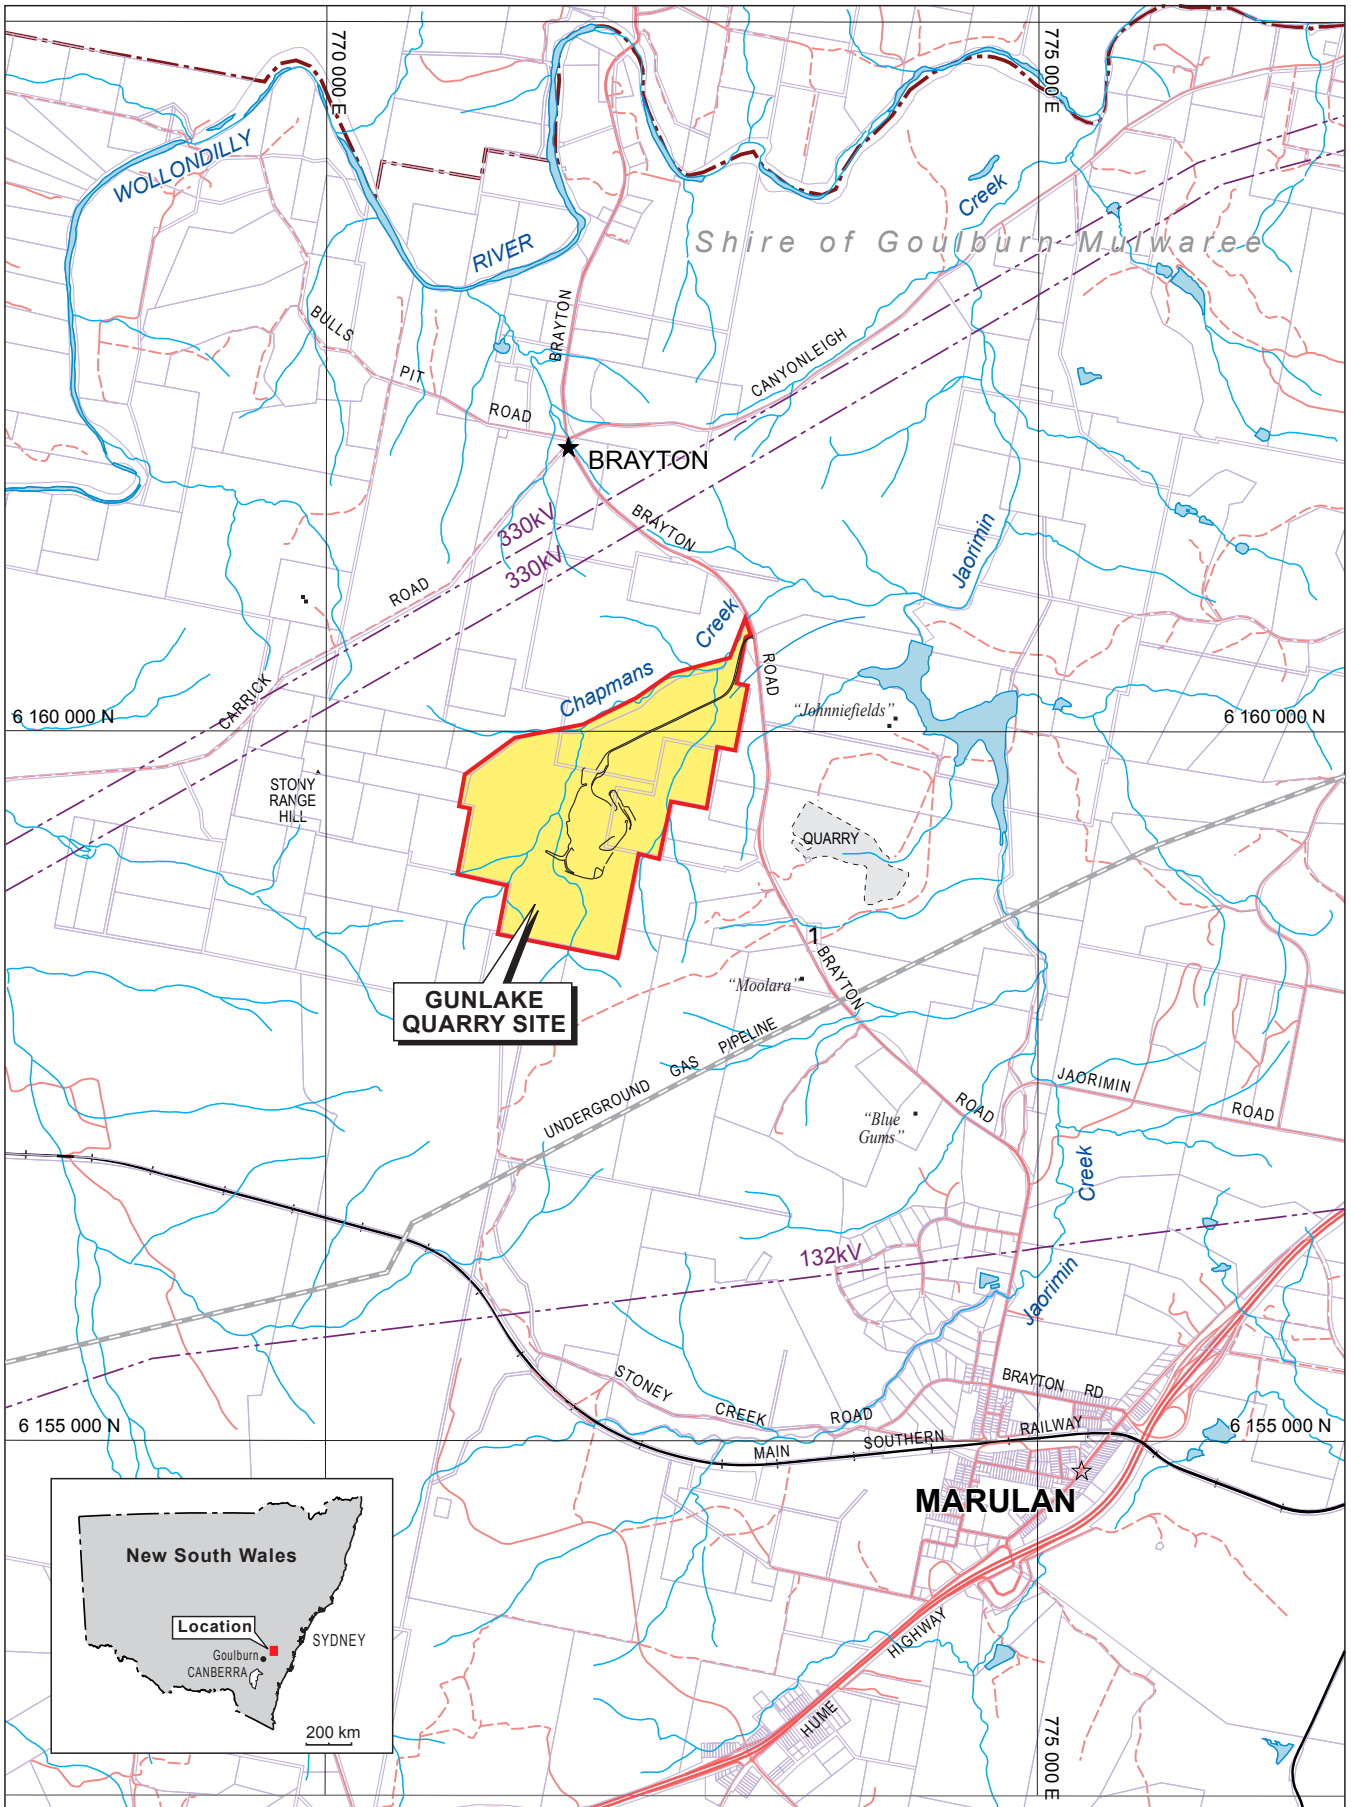 770 000 E
775 000 E
WOLLONDILLY
RIVER
Creek
Shire of Goulburn Mulwaree
BULLS
PIT
ROAD
BRAYTON
CANYONLEIGH
BRAYTON
330kV
330kV
BRAYTON
Jaorimin
ROAD
Creek
Chapmans
ROAD
CARRICK
6 160 000 N
"Johnniefields"
6 160 000 N
STONY
RANGE
HILL
QUARRY
1
BRAYTON
"Moolara"
GUNLAKE
QUARRY SITE
UNDERGROUND GAS PIPELINE
ROAD
JAORIMIN
ROAD
"Blue
Gums"
Creek
132kV
Jaorimin
STONEY
CREEK
ROAD
BRAYTON RD
6 155 000 N
6 155 000 N
MAIN
SOUTHERN
RAILWAY
MARULAN
HIGHWAY
HUME
775 000 E
New South Wales
Location
SYDNEY
Goulburn
CANBERRA
200 km